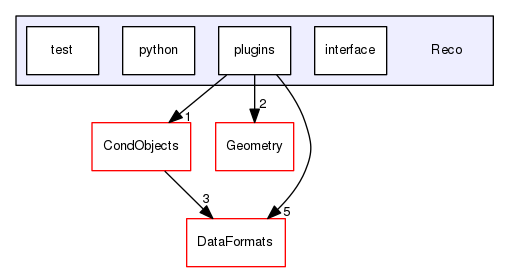 test
python
plugins
interface
Reco
1
2
CondObjects
Geometry
3
5
DataFormats